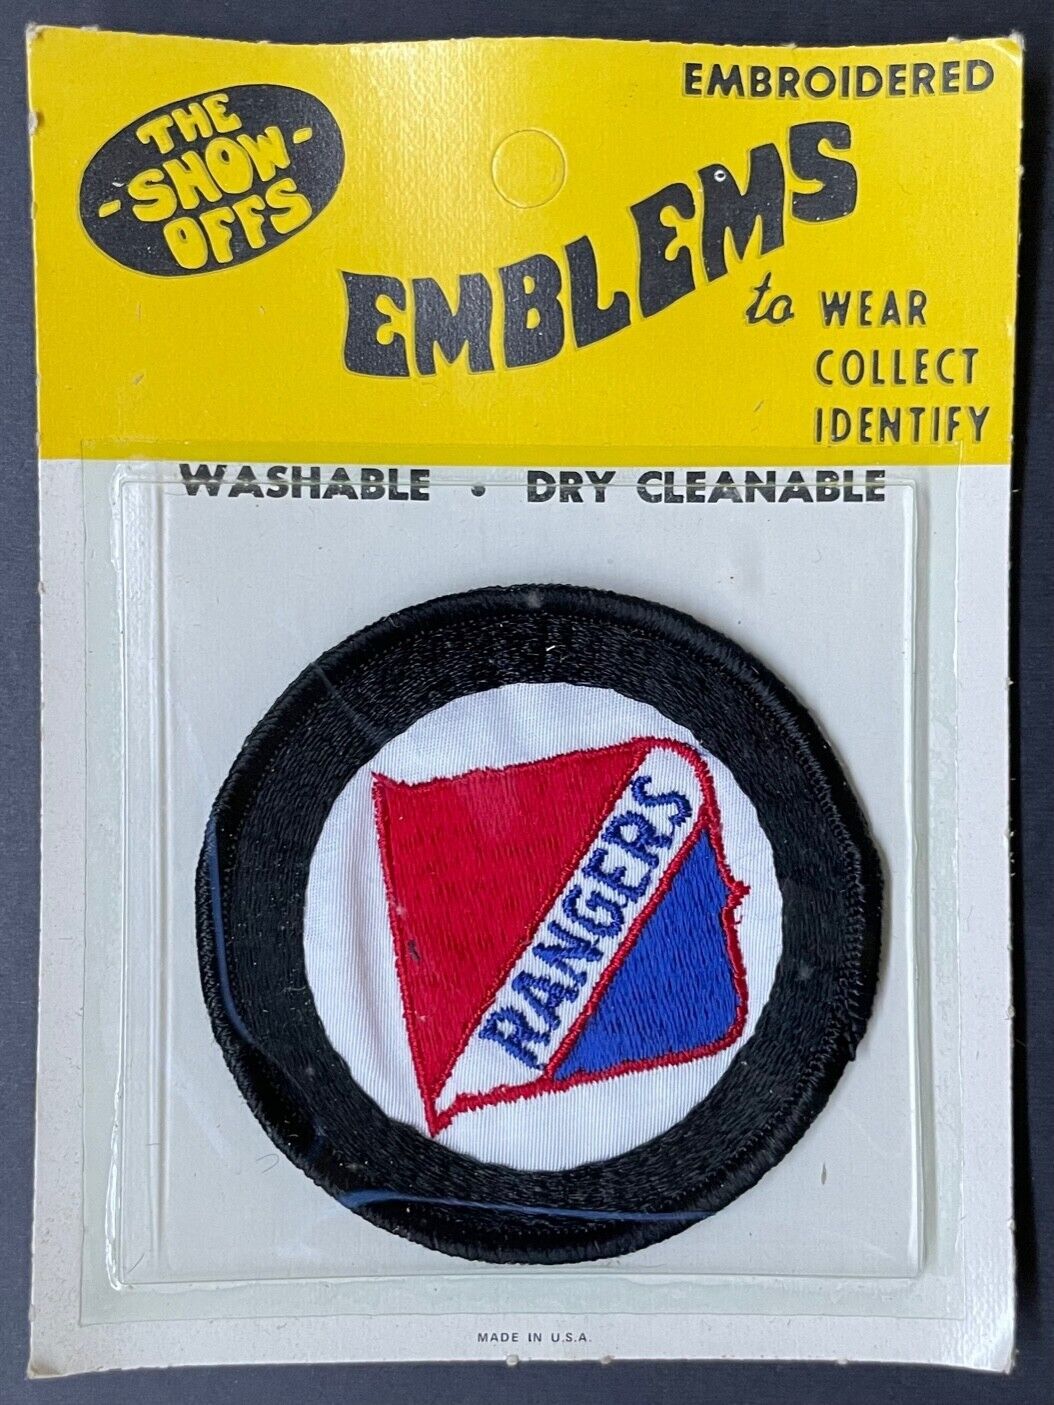 THE
-SHOW-
OFFS
EMBROIDERED
EMBLEMS
to WEAR
COLLECT
IDENTIFY
WASHABLE • DRY CLEANABLE
RANGERS
MADE IN U.S.A.